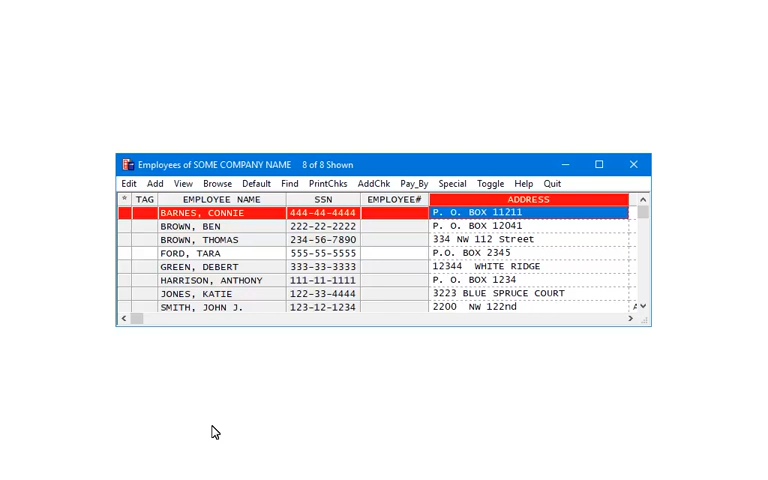 Employees of SOME COMPANY NAME 8 of 8 Shown
Edit Add View Browse Default Find PrintChks AddChk Pay_By Special Toggle Help Quit
* TAG EMPLOYEE NAME SSN EMPLOYEE# ADDRESS
BARNES, CONNIE 444-44-4444 P. O. BOX 11211
BROWN, BEN 222-22-2222 P. O. BOX 12041
BROWN, THOMAS 234-56-7890 334 NW 112 Street
FORD, TARA 555-55-5555 P.O. BOX 2345
GREEN, DEBERT 333-33-3333 12344 WHITE RIDGE
HARRISON, ANTHONY 111-11-1111 P. O. BOX 1234
JONES, KATIE 122-33-4444 3223 BLUE SPRUCE COURT
SMITH, JOHN J. 123-12-1234 2200 NW 122nd